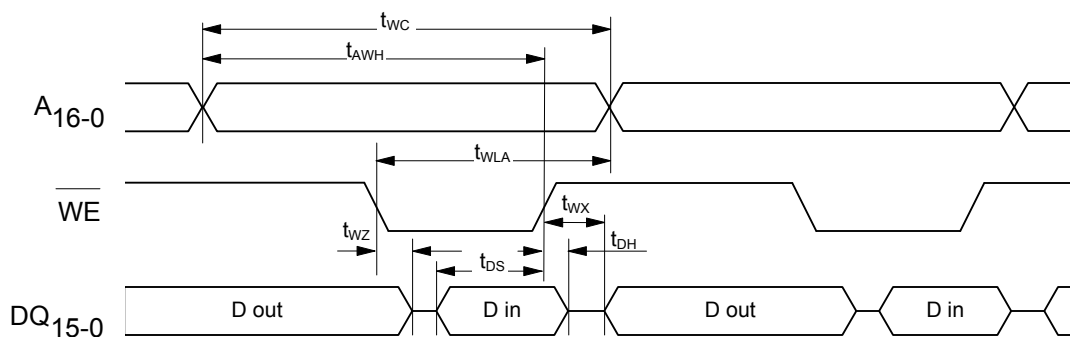 tWC
tAWH
A16-0
tWLA
WE
tWX
tWZ
tDH
tDS
DQ15-0
D out
D in
D out
D in